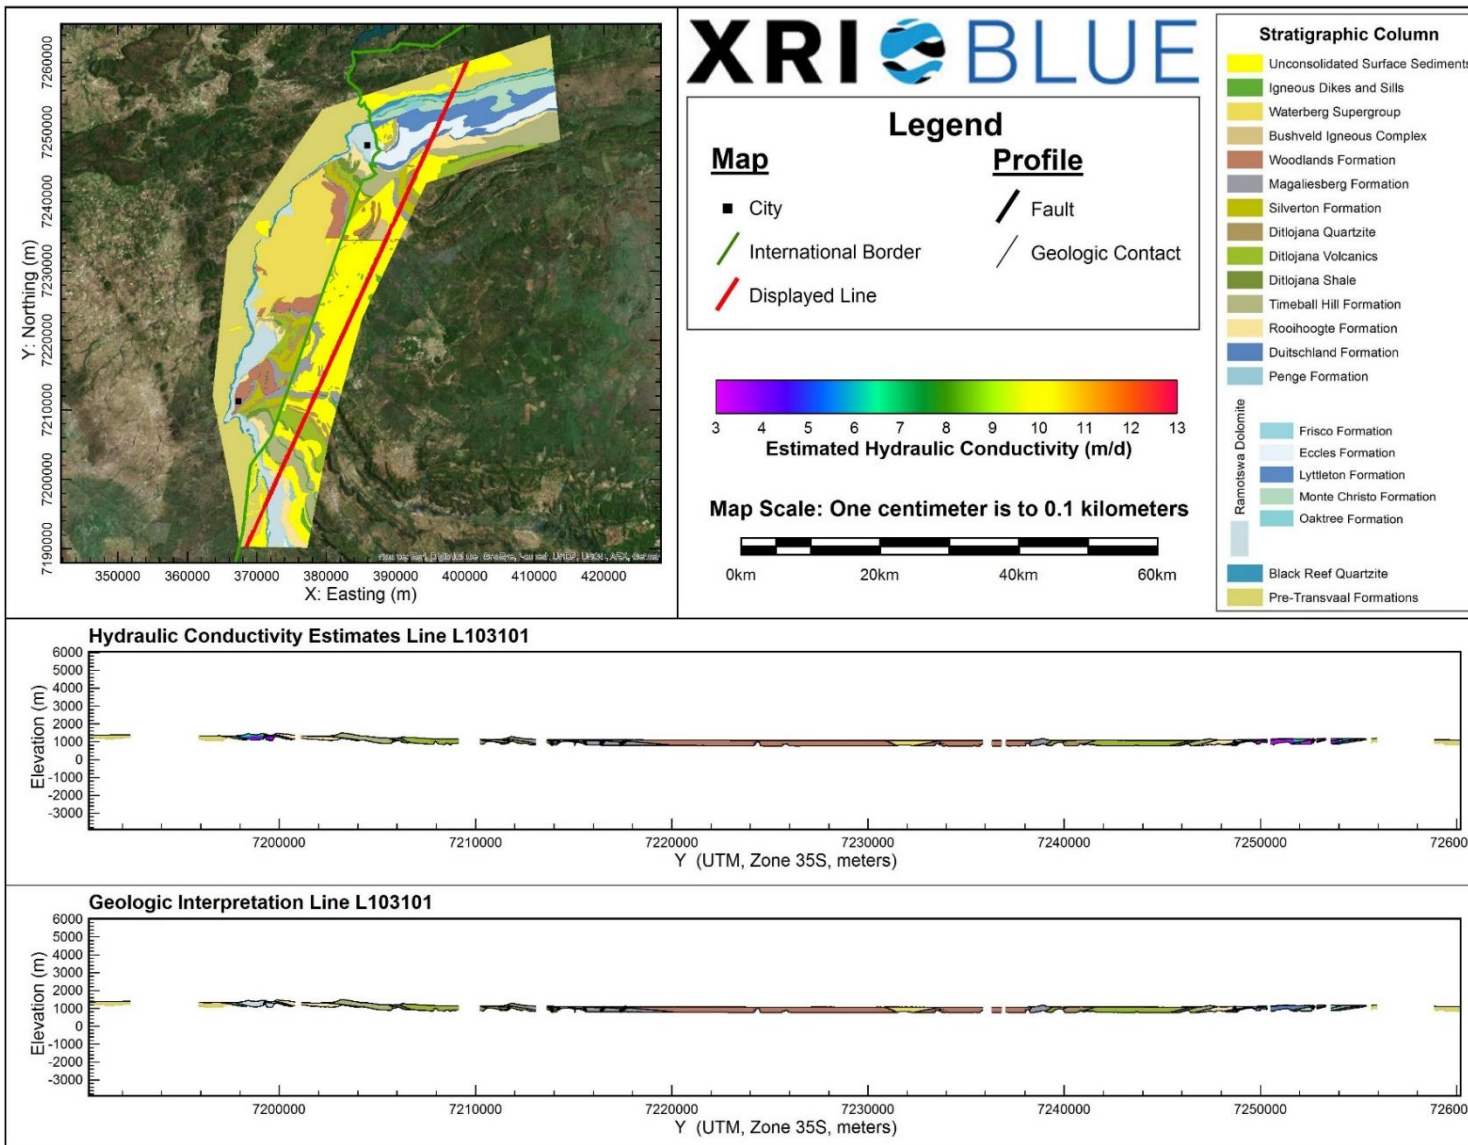 7260000
7250000
7240000
7230000
7220000
7210000
7200000
7190000
Y: Northing (m)
350000 360000 370000 380000 390000 400000 410000 420000
X: Easting (m)
XRI BLUE
Legend
Map
City
International Border
Displayed Line
Profile
Fault
Geologic Contact
3 4 5 6 7 8 9 10 11 12 13
Estimated Hydraulic Conductivity (m/d)
Map Scale: One centimeter is to 0.1 kilometers
0km 20km 40km 60km
Stratigraphic Column
Unconsolidated Surface Sediments
Igneous Dikes and Sills
Waterberg Supergroup
Bushveld Igneous Complex
Woodlands Formation
Magaliesberg Formation
Silverton Formation
Ditlojana Quartzite
Ditlojana Volcanics
Ditlojana Shale
Timeball Hill Formation
Rooihoogte Formation
Duitschland Formation
Penge Formation
Ramotswa Dolomite
Frisco Formation
Eccles Formation
Lyttleton Formation
Monte Christo Formation
Oaktree Formation
Black Reef Quartzite
Pre-Transvaal Formations
Hydraulic Conductivity Estimates Line L103101
6000
5000
4000
3000
2000
1000
0
-1000
-2000
-3000
Elevation (m)
7200000 7210000 7220000 7230000 7240000 7250000 72600
Y (UTM, Zone 35S, meters)
Geologic Interpretation Line L103101
6000
5000
4000
3000
2000
1000
0
-1000
-2000
-3000
Elevation (m)
7200000 7210000 7220000 7230000 7240000 7250000 72600
Y (UTM, Zone 35S, meters)